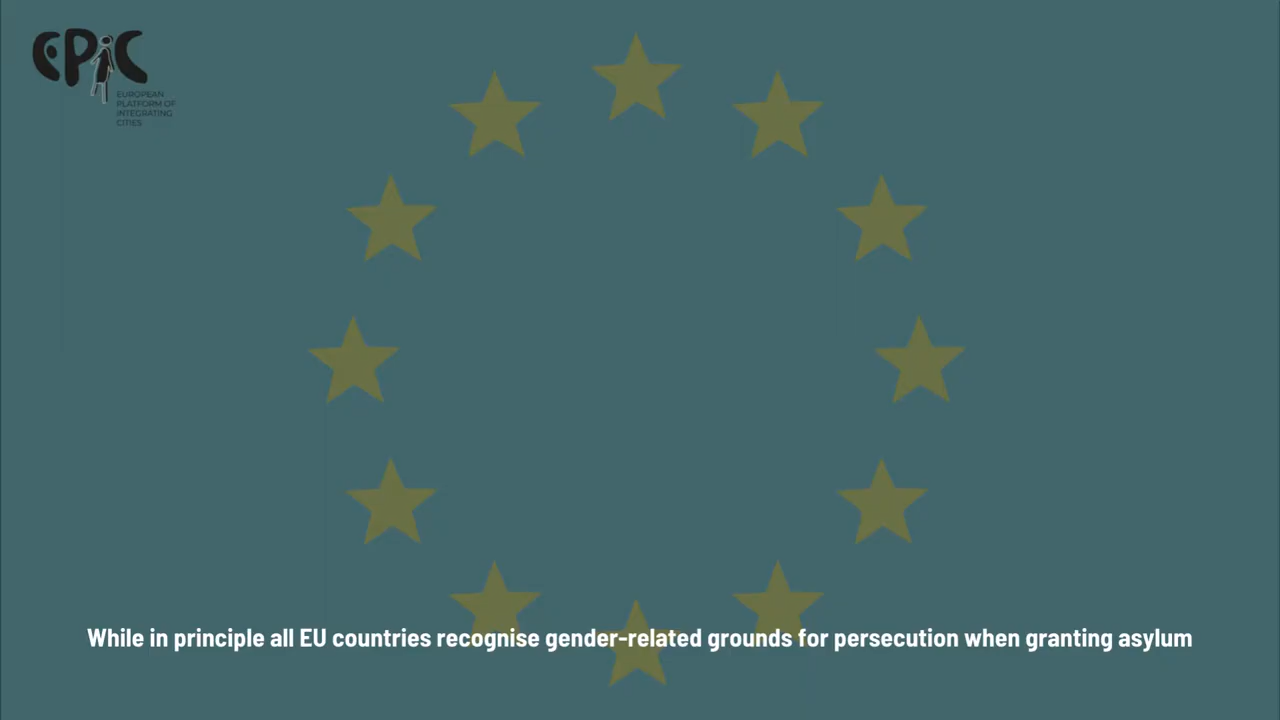 EPiC
EUROPEAN
PLATFORM OF
INTEGRATING
CITIES
While in principle all EU countries recognise gender-related grounds for persecution when granting asylum